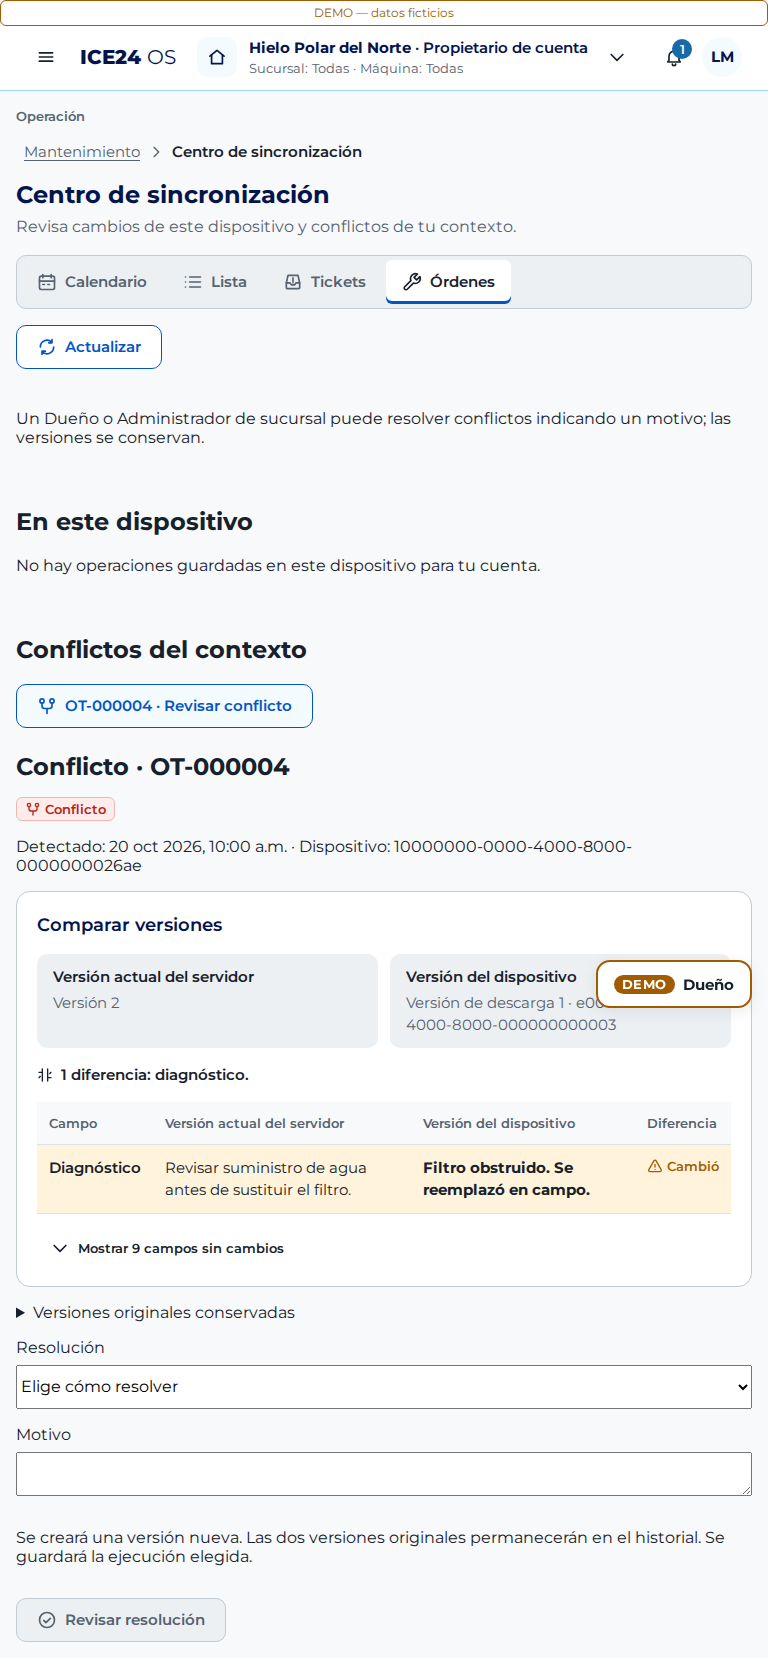 DEMO — datos ficticios
ICE24 OS
Hielo Polar del Norte · Propietario de cuenta
Sucursal: Todas · Máquina: Todas
1
LM
Operación
Mantenimiento
Centro de sincronización
Centro de sincronización
Revisa cambios de este dispositivo y conflictos de tu contexto.
Calendario
Lista
Tickets
Órdenes
Actualizar
Un Dueño o Administrador de sucursal puede resolver conflictos indicando un motivo; las
versiones se conservan.
En este dispositivo
No hay operaciones guardadas en este dispositivo para tu cuenta.
Conflictos del contexto
OT-000004 · Revisar conflicto
Conflicto · OT-000004
Conflicto
Detectado: 20 oct 2026, 10:00 a.m. · Dispositivo: 10000000-0000-4000-8000-
0000000026ae
Comparar versiones
Versión actual del servidor
Versión 2
Versión del dispositivo
Versión de descarga 1 ·
4000-8000-000000000003
DEMO Dueño
1 diferencia: diagnóstico.
Campo
Versión actual del servidor
Versión del dispositivo
Diferencia
Diagnóstico
Revisar suministro de agua
antes de sustituir el filtro.
Filtro obstruido. Se
reemplazó en campo.
Cambió
Mostrar 9 campos sin cambios
Versiones originales conservadas
Resolución
Elige cómo resolver
Motivo
Se creará una versión nueva. Las dos versiones originales permanecerán en el historial. Se
guardará la ejecución elegida.
Revisar resolución